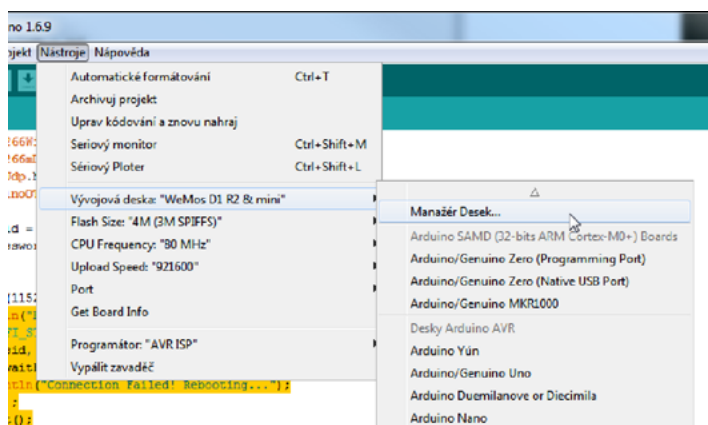 no 1.6.9
ojekt Nástroje Nápověda
Automatické formátování Ctrl+T
Archivuj projekt
Uprav kódování a znovu nahraj
Seriový monitor Ctrl+Shift+M
Sériový Ploter Ctrl+Shift+L
Vývojová deska: "WeMos D1 R2 & mini"
Flash Size: "4M (3M SPIFFS)"
CPU Frequency: "80 MHz"
Upload Speed: "921600"
Port
Get Board Info
Programátor: "AVR ISP"
Vypálit zavaděč
Manažér Desek...
Arduino SAMD (32-bits ARM Cortex-M0+) Boards
Arduino/Genuino Zero (Programming Port)
Arduino/Genuino Zero (Native USB Port)
Arduino/Genuino MKR1000
Desky Arduino AVR
Arduino Yún
Arduino/Genuino Uno
Arduino Duemilanove or Diecimila
Arduino Nano
id =
(1152
eid,
tln("Connection Failed! Rebooting...");